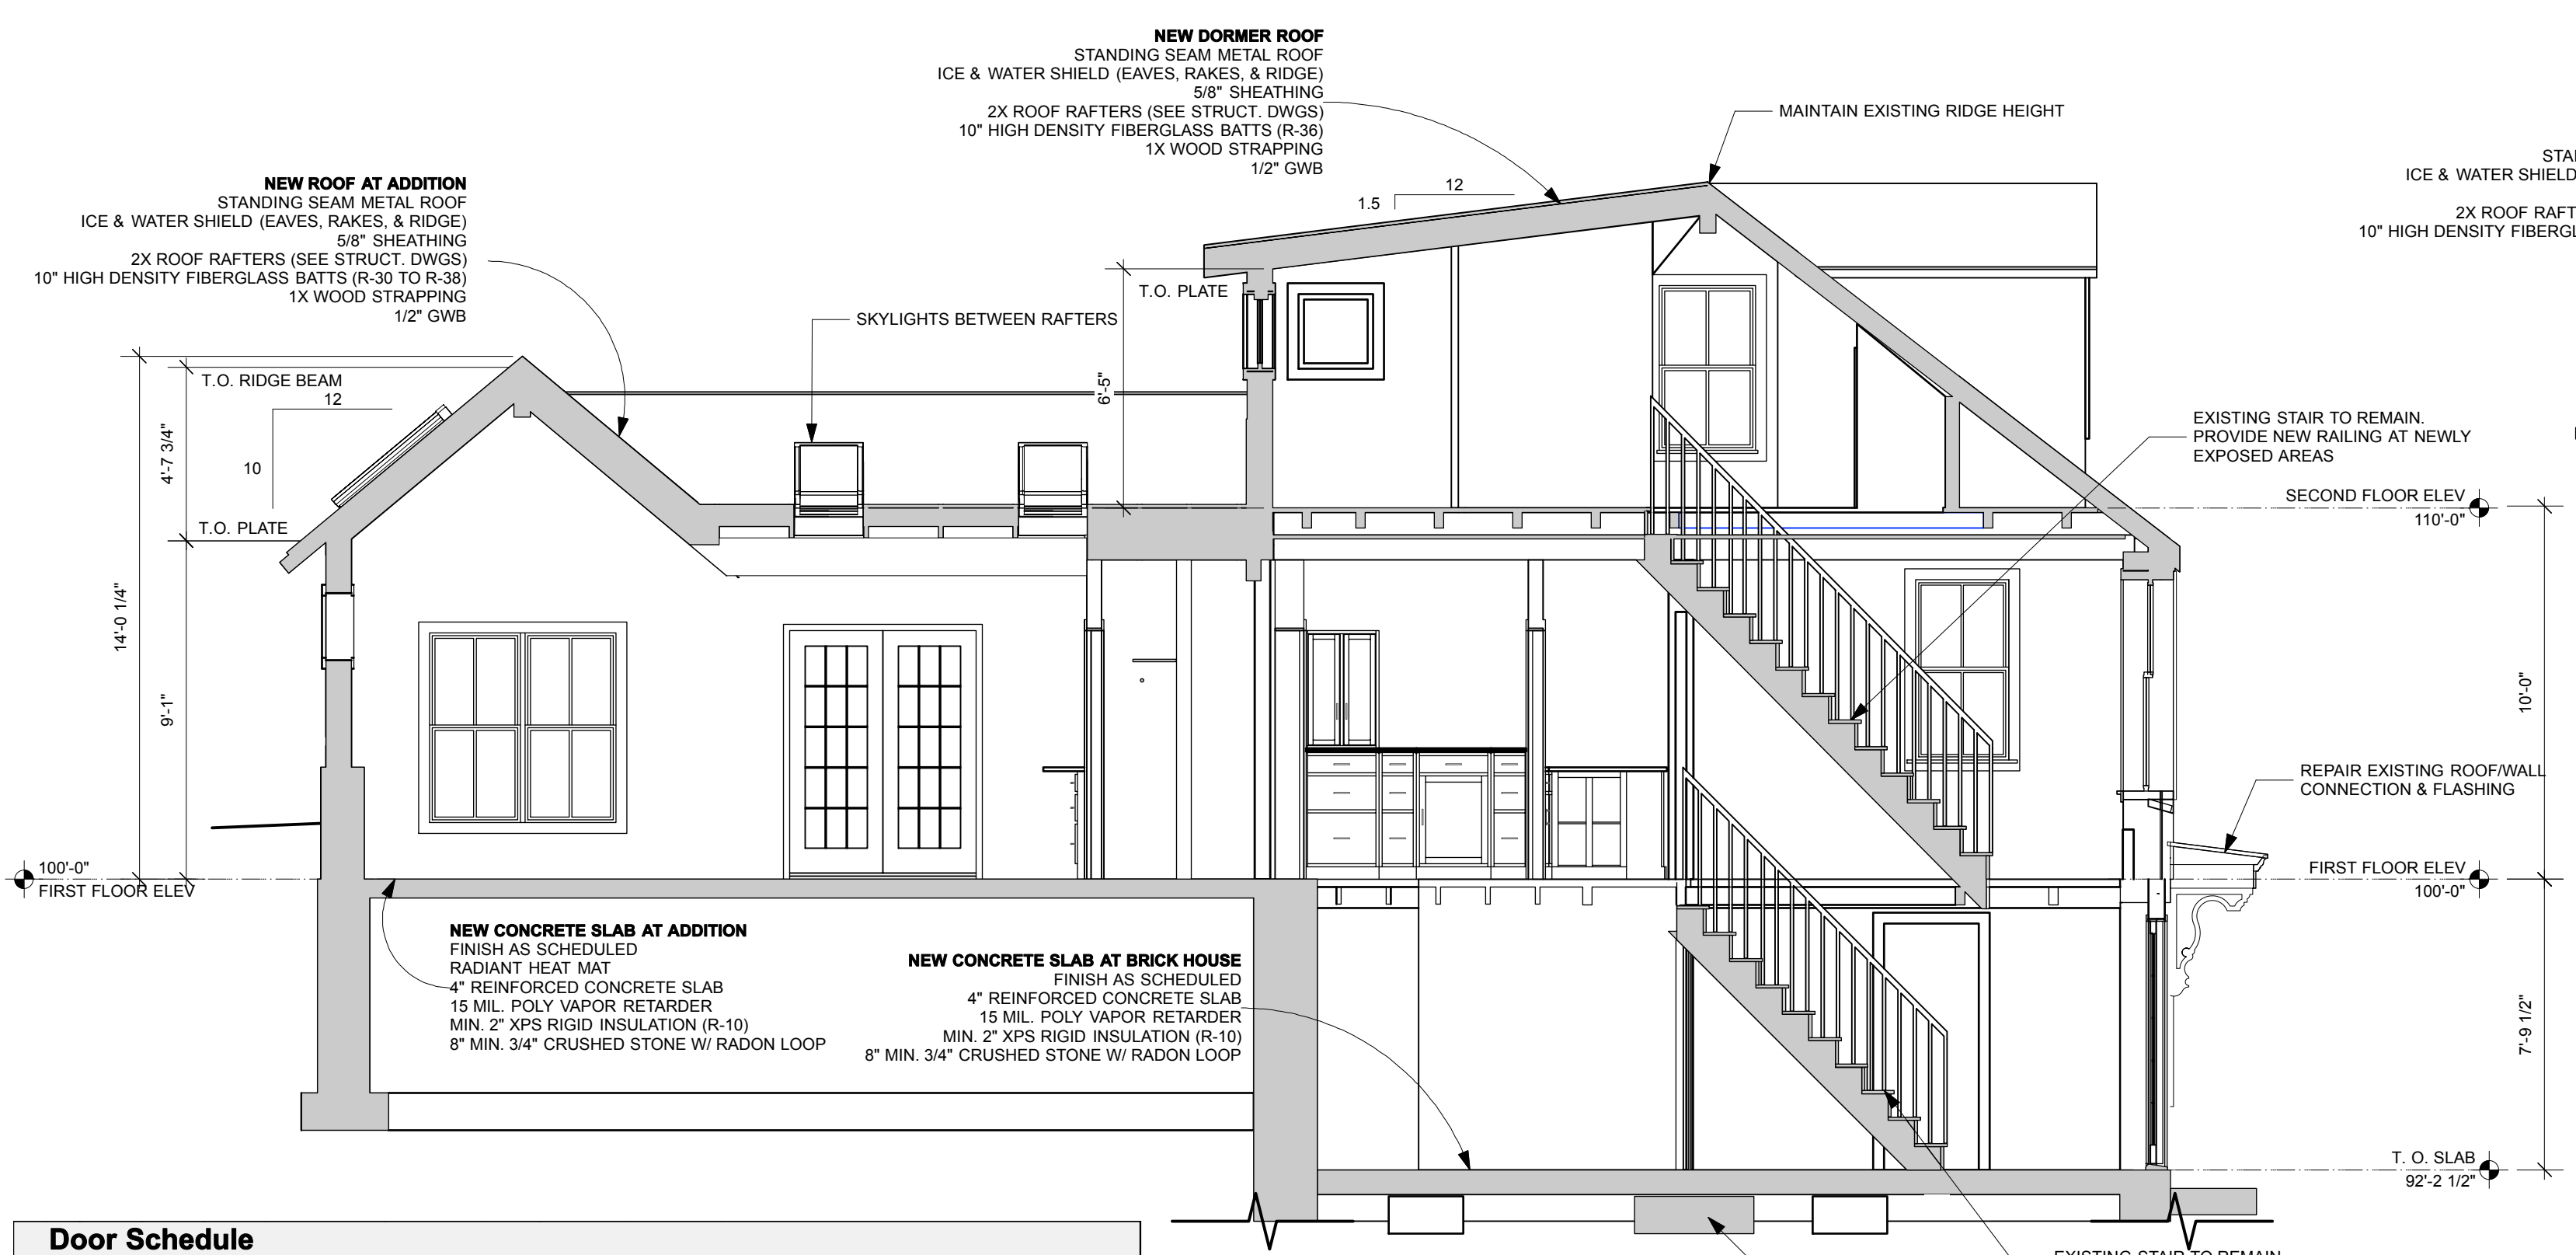 NEW DORMER ROOF
STANDING SEAM METAL ROOF
ICE & WATER SHIELD (EAVES, RAKES, & RIDGE)
5/8" SHEATHING
2X ROOF RAFTERS (SEE STRUCT. DWGS)
10" HIGH DENSITY FIBERGLASS BATTS (R-36)
1X WOOD STRAPPING
1/2" GWB
MAINTAIN EXISTING RIDGE HEIGHT
12
1.5
ICE & WATER SHIELD
2X ROOF RAFT
NEW ROOF AT ADDITION
STANDING SEAM METAL ROOF
ICE & WATER SHIELD (EAVES, RAKES, & RIDGE)
5/8" SHEATHING
2X ROOF RAFTERS (SEE STRUCT. DWGS)
10" HIGH DENSITY FIBERGLASS BATTS (R-30 TO R-38)
1X WOOD STRAPPING
1/2" GWB
T.O. PLATE
6'-5"
SKYLIGHTS BETWEEN RAFTERS
T.O. RIDGE BEAM
12
10
4'-7 3/4"
T.O. PLATE
14'-0 1/4"
9'-1"
100'-0"
FIRST FLOOR ELEV
EXISTING STAIR TO REMAIN.
PROVIDE NEW RAILING AT NEWLY
EXPOSED AREAS
SECOND FLOOR ELEV
110'-0"
10'-0"
REPAIR EXISTING ROOF/WALL
CONNECTION & FLASHING
FIRST FLOOR ELEV
100'-0"
7'-9 1/2"
T. O. SLAB
92'-2 1/2"
NEW CONCRETE SLAB AT ADDITION
FINISH AS SCHEDULED
RADIANT HEAT MAT
4" REINFORCED CONCRETE SLAB
15 MIL. POLY VAPOR RETARDER
MIN. 2" XPS RIGID INSULATION (R-10)
8" MIN. 3/4" CRUSHED STONE W/ RADON LOOP
NEW CONCRETE SLAB AT BRICK HOUSE
FINISH AS SCHEDULED
4" REINFORCED CONCRETE SLAB
15 MIL. POLY VAPOR RETARDER
MIN. 2" XPS RIGID INSULATION (R-10)
8" MIN. 3/4" CRUSHED STONE W/ RADON LOOP
Door Schedule
EXISTING STAIR TO REMAIN